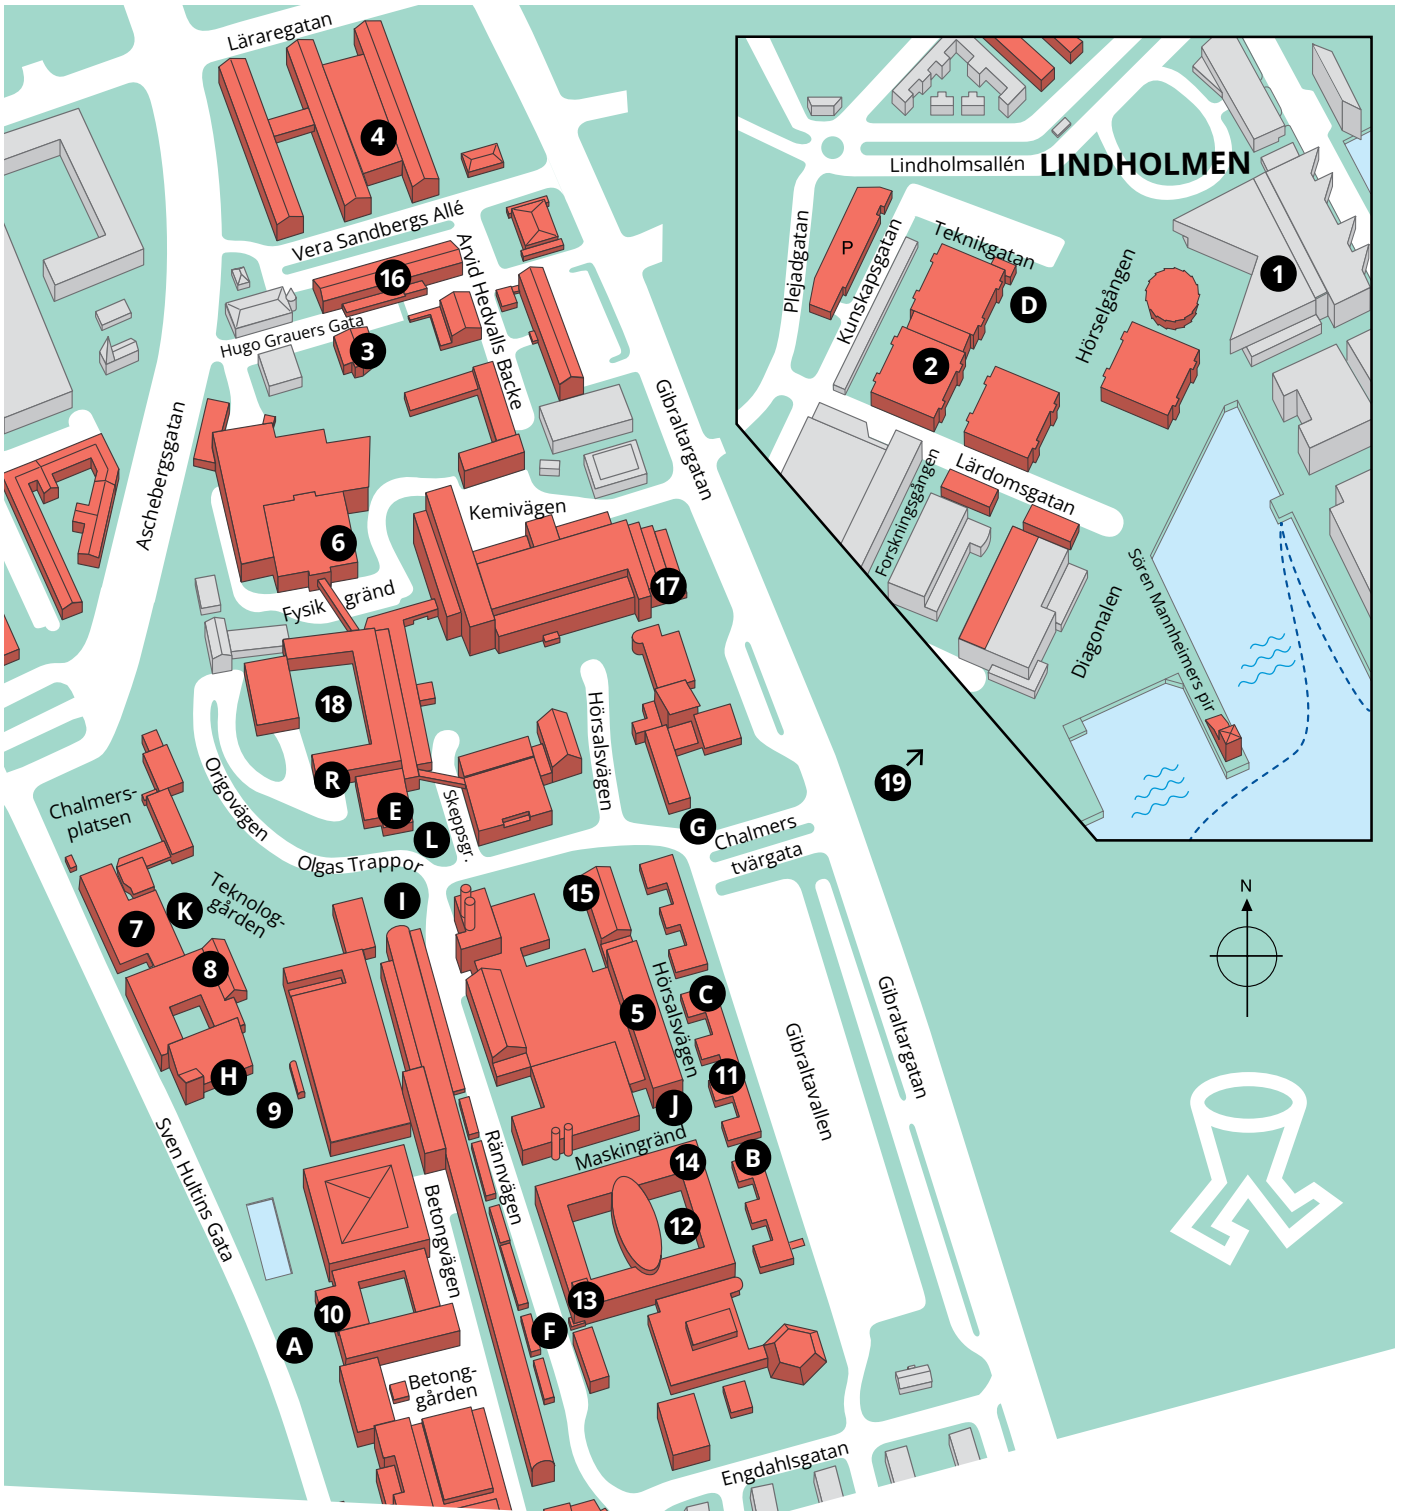 Läraregatan
4
Vera Sandbergs Allé
16
Arvid Hedvalls Backe
Hugo Grauers Gata
3
Aschebergsgatan
Gibraltargatan
Kemivägen
6
17
Fysik
gränd
18
Hörsalsvägen
Origovägen
R
E
L
Skeppsgr.
Chalmers-
platsen
Olgas Trappor
G
Chalmers
tvärgata
19
Teknolog-
gården
K
7
8
I
15
H
9
5
Hörsalsvägen
C
11
J
Gibraltavallen
Gibraltargatan
Sven Hultins Gata
Rännvägen
Maskingränd
14
B
12
Betongvägen
13
10
A
F
Betong-
gården
Engdahlsgatan
Lindholmsallén
LINDHOLMEN
Plejadgatan
P
Kunskapsgatan
Teknikgatan
D
Hörselgången
1
2
Lärdomsgatan
Forskningsgången
Sören Mannheimers pir
Diagonalen
N